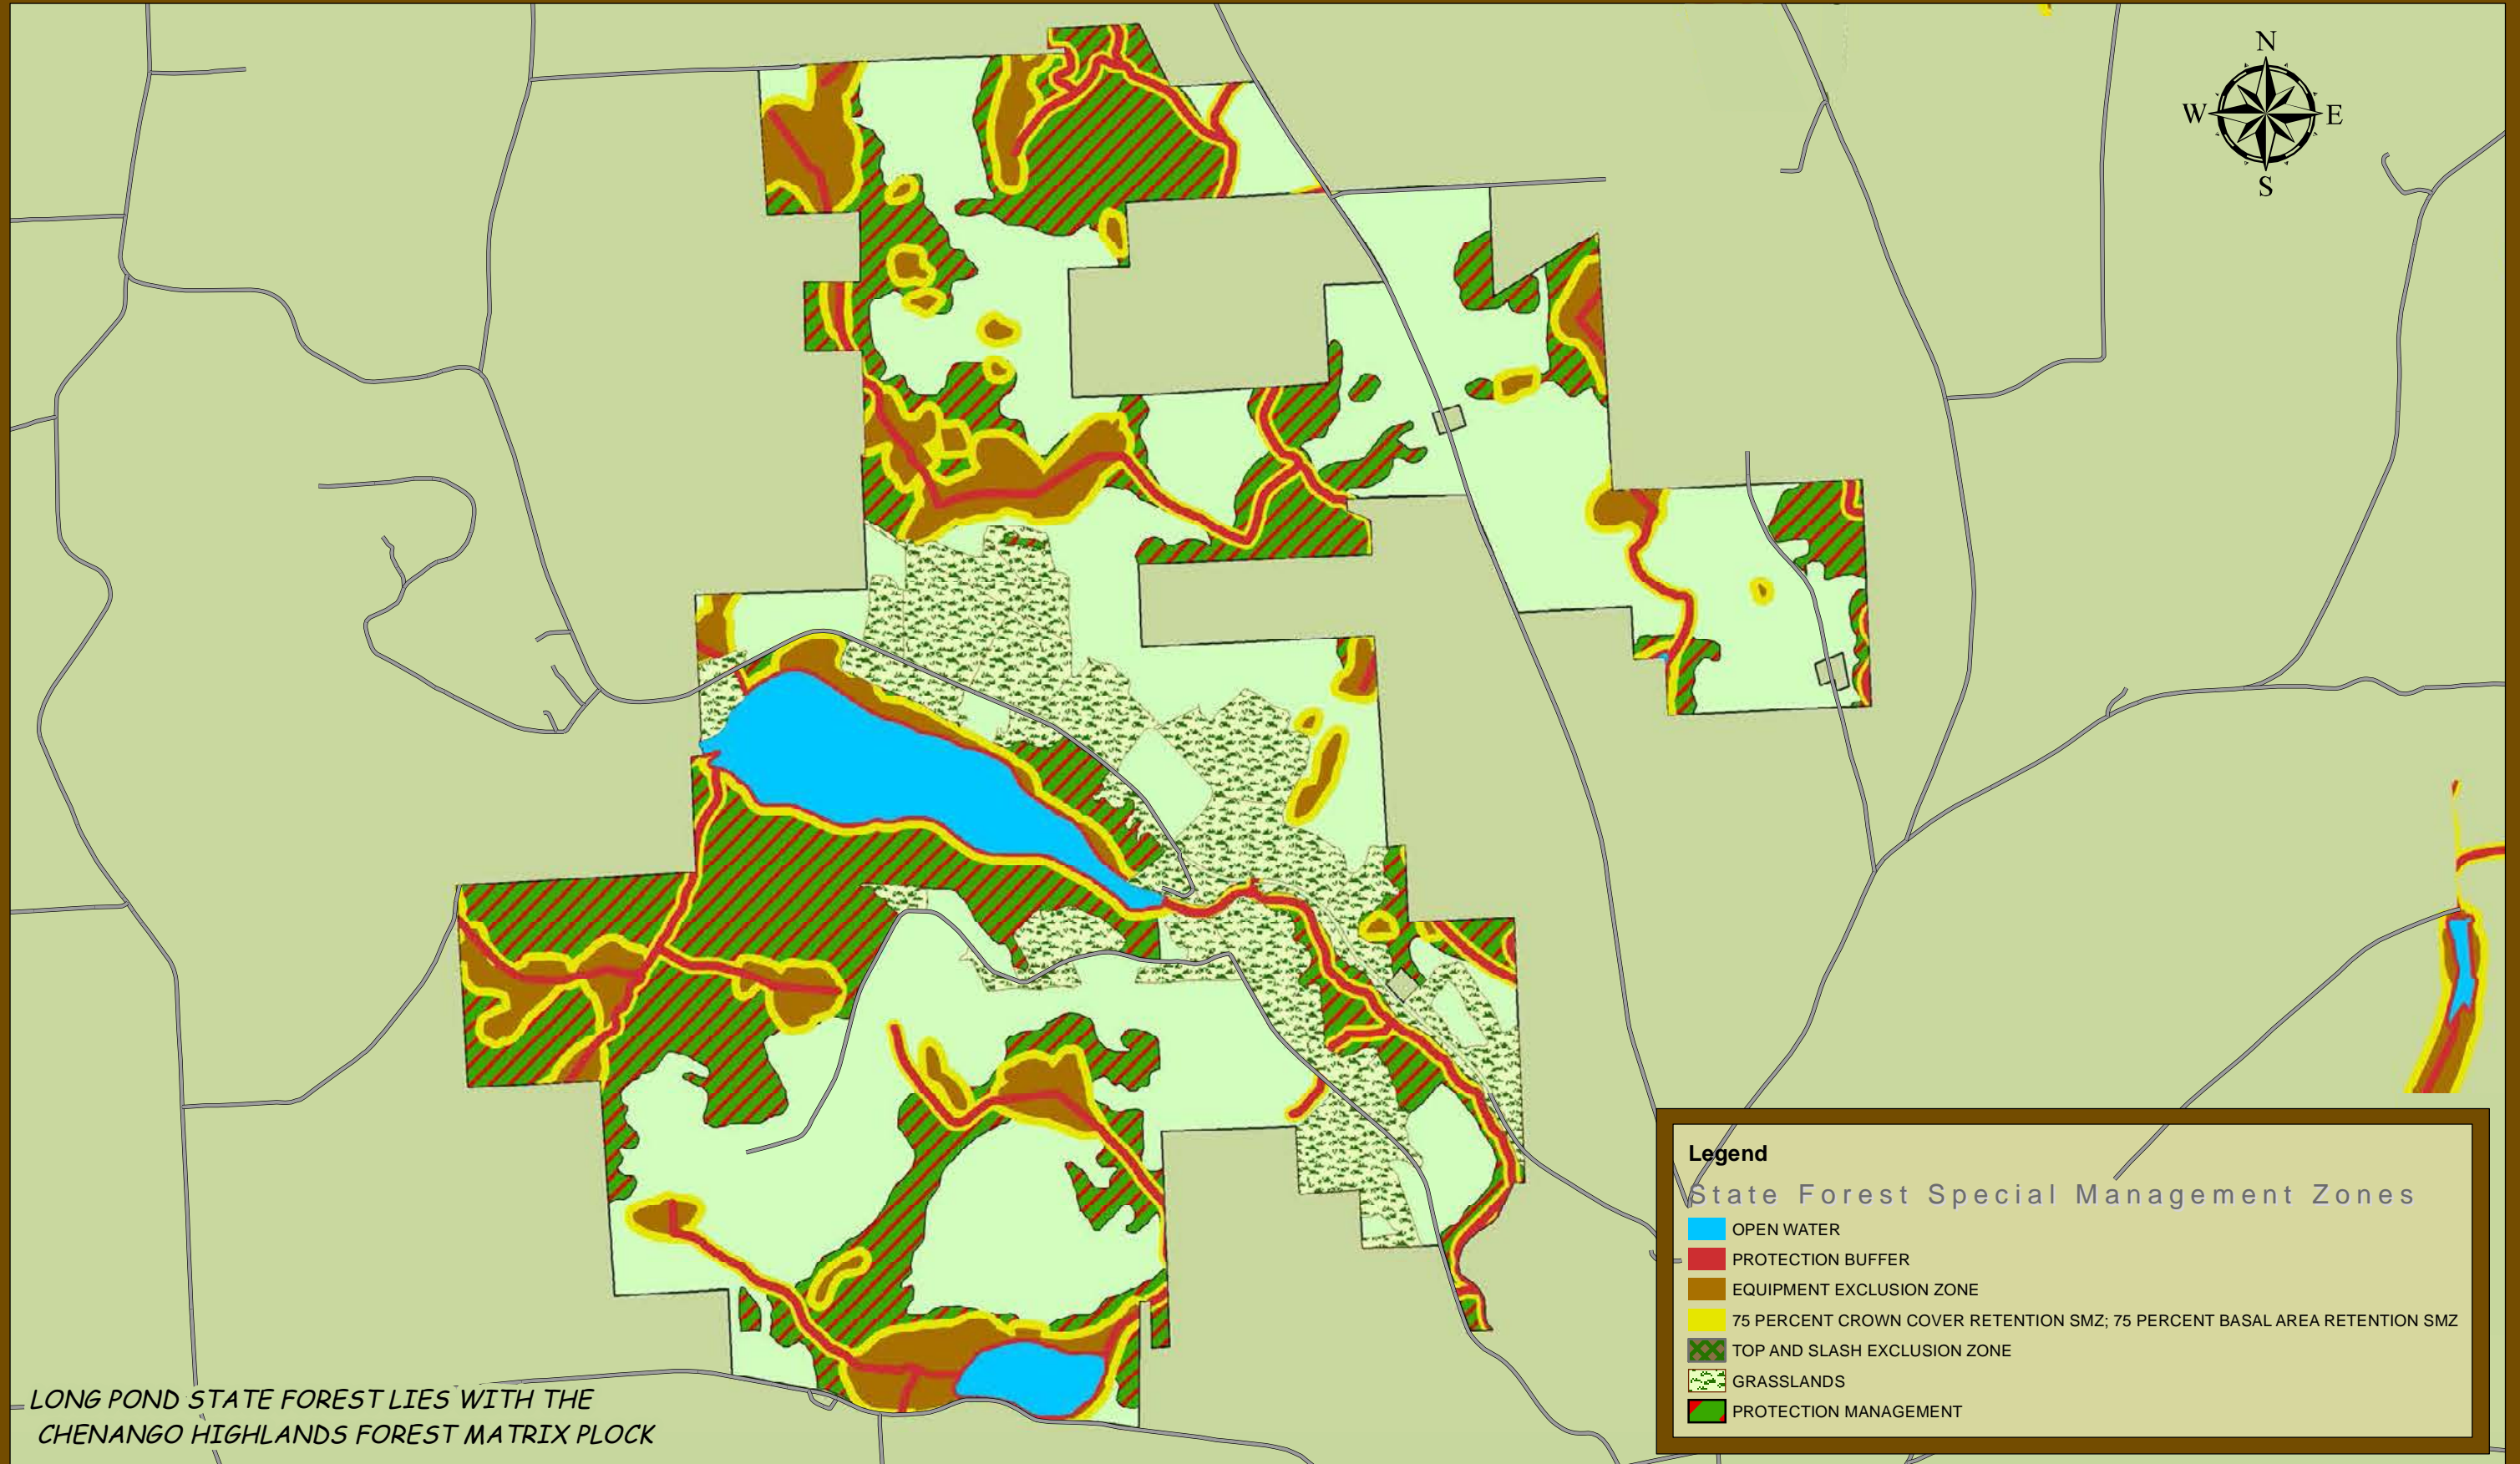 N
W E
S
Legend
State Forest Special Management Zones
OPEN WATER
PROTECTION BUFFER
EQUIPMENT EXCLUSION ZONE
75 PERCENT CROWN COVER RETENTION SMZ; 75 PERCENT BASAL AREA RETENTION SMZ
TOP AND SLASH EXCLUSION ZONE
GRASSLANDS
PROTECTION MANAGEMENT
LONG POND STATE FOREST LIES WITH THE
CHENANGO HIGHLANDS FOREST MATRIX PLOCK